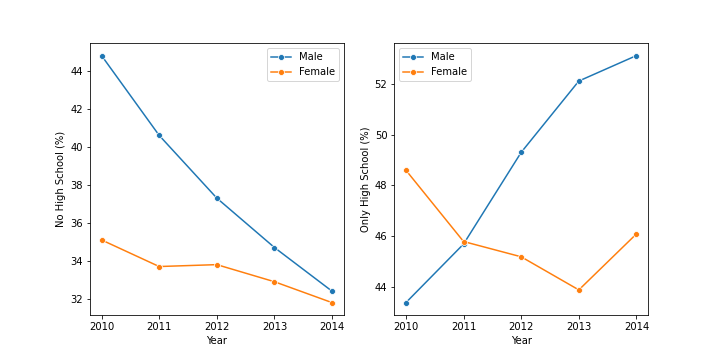 No High School (%)
44
42
40
38
36
34
32
2010 2011 2012 2013 2014
Year
Male
Female
Only High School (%)
52
50
48
46
44
2010 2011 2012 2013 2014
Year
Male
Female